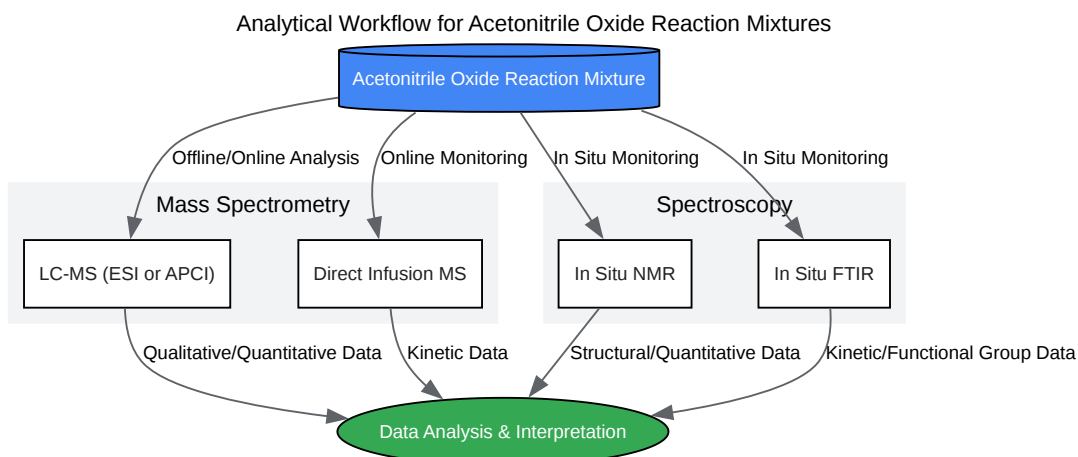 Analytical Workflow for Acetonitrile Oxide Reaction Mixtures
Acetonitrile Oxide Reaction Mixture
Offline/Online Analysis
Online Monitoring
In Situ Monitoring
In Situ Monitoring
Mass Spectrometry
Spectroscopy
LC-MS (ESI or APCI)
Direct Infusion MS
In Situ NMR
In Situ FTIR
Qualitative/Quantitative Data
Kinetic Data
Structural/Quantitative Data
Kinetic/Functional Group Data
Data Analysis & Interpretation